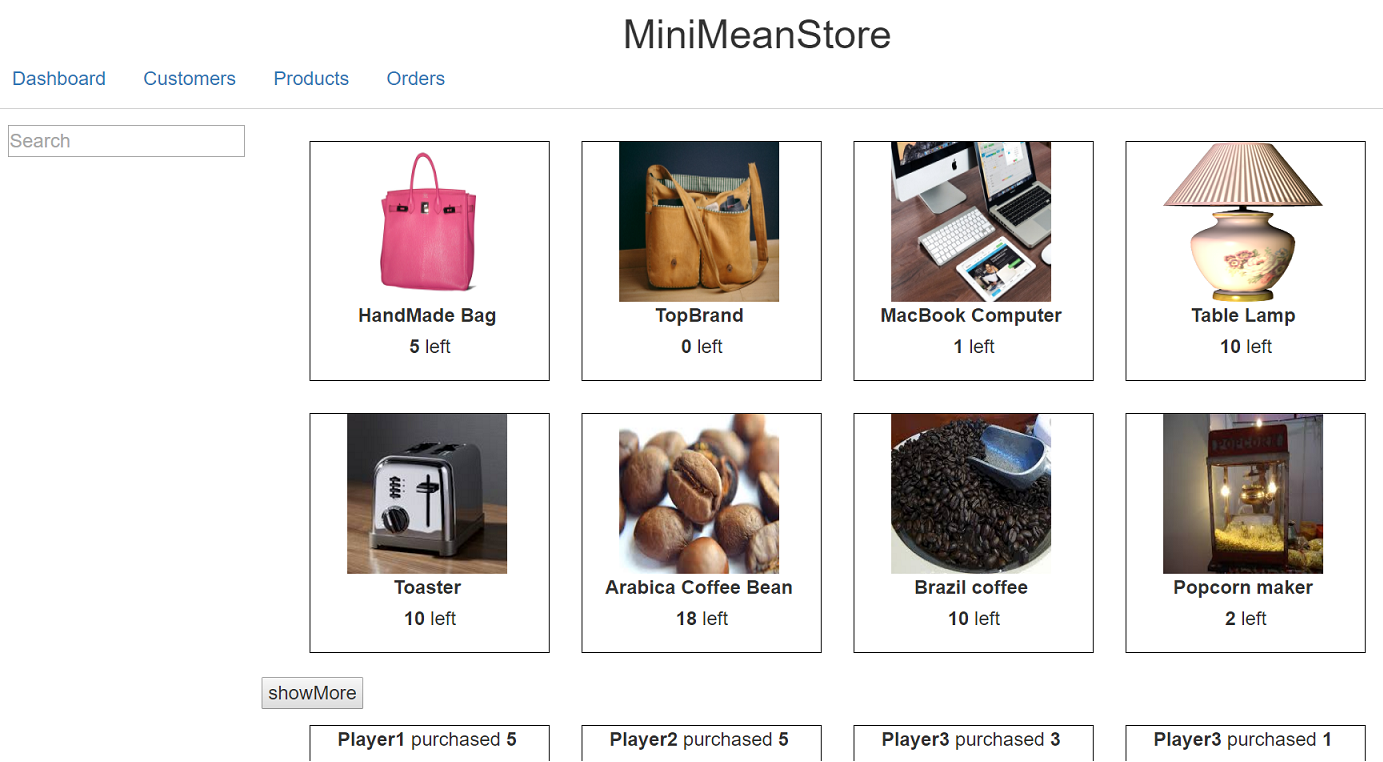 MiniMeanStore
Dashboard Customers Products Orders
Search
HandMade Bag
5 left
TopBrand
0 left
MacBook Computer
1 left
Table Lamp
10 left
Toaster
10 left
Arabica Coffee Bean
18 left
Brazil coffee
10 left
POPCORN
Popcorn maker
2 left
showMore
Player1 purchased 5
Player2 purchased 5
Player3 purchased 3
Player3 purchased 1